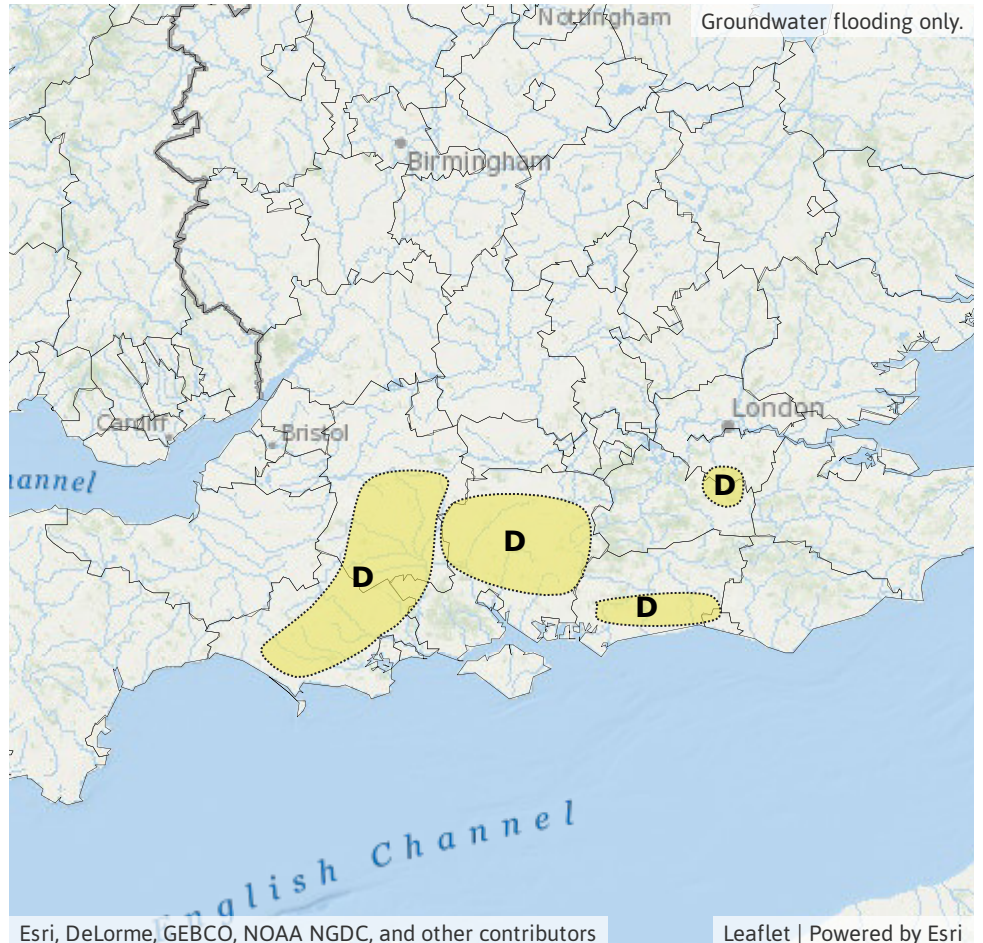 Nottingham
Groundwater flooding only.
Birmingham
London
Cardiff
Bristol
hannel
D
D
D
D
English Channel
Esri, DeLorme, GEBCO, NOAA NGDC, and other contributors
Leaflet | Powered by Esri